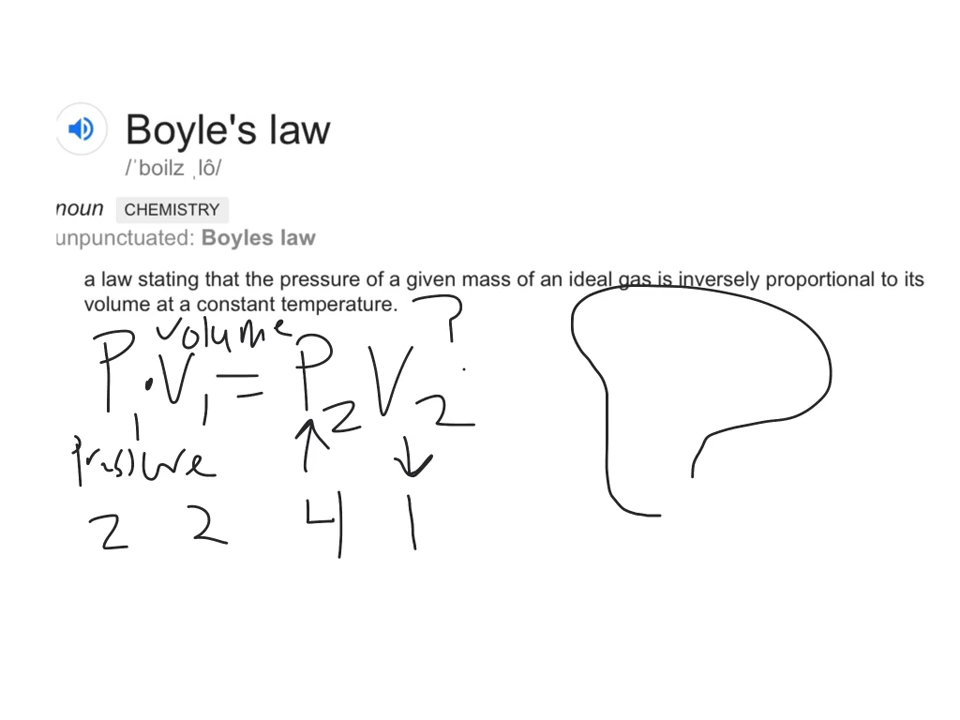 Boyle's law
/ˈboilz ˌlô/
noun CHEMISTRY
unpunctuated: Boyles law
a law stating that the pressure of a given mass of an ideal gas is inversely proportional to its
volume at a constant temperature. ?
volume
P₁·V₁ = P₂V₂
↑ ↓
Pressure
2 2 4 1